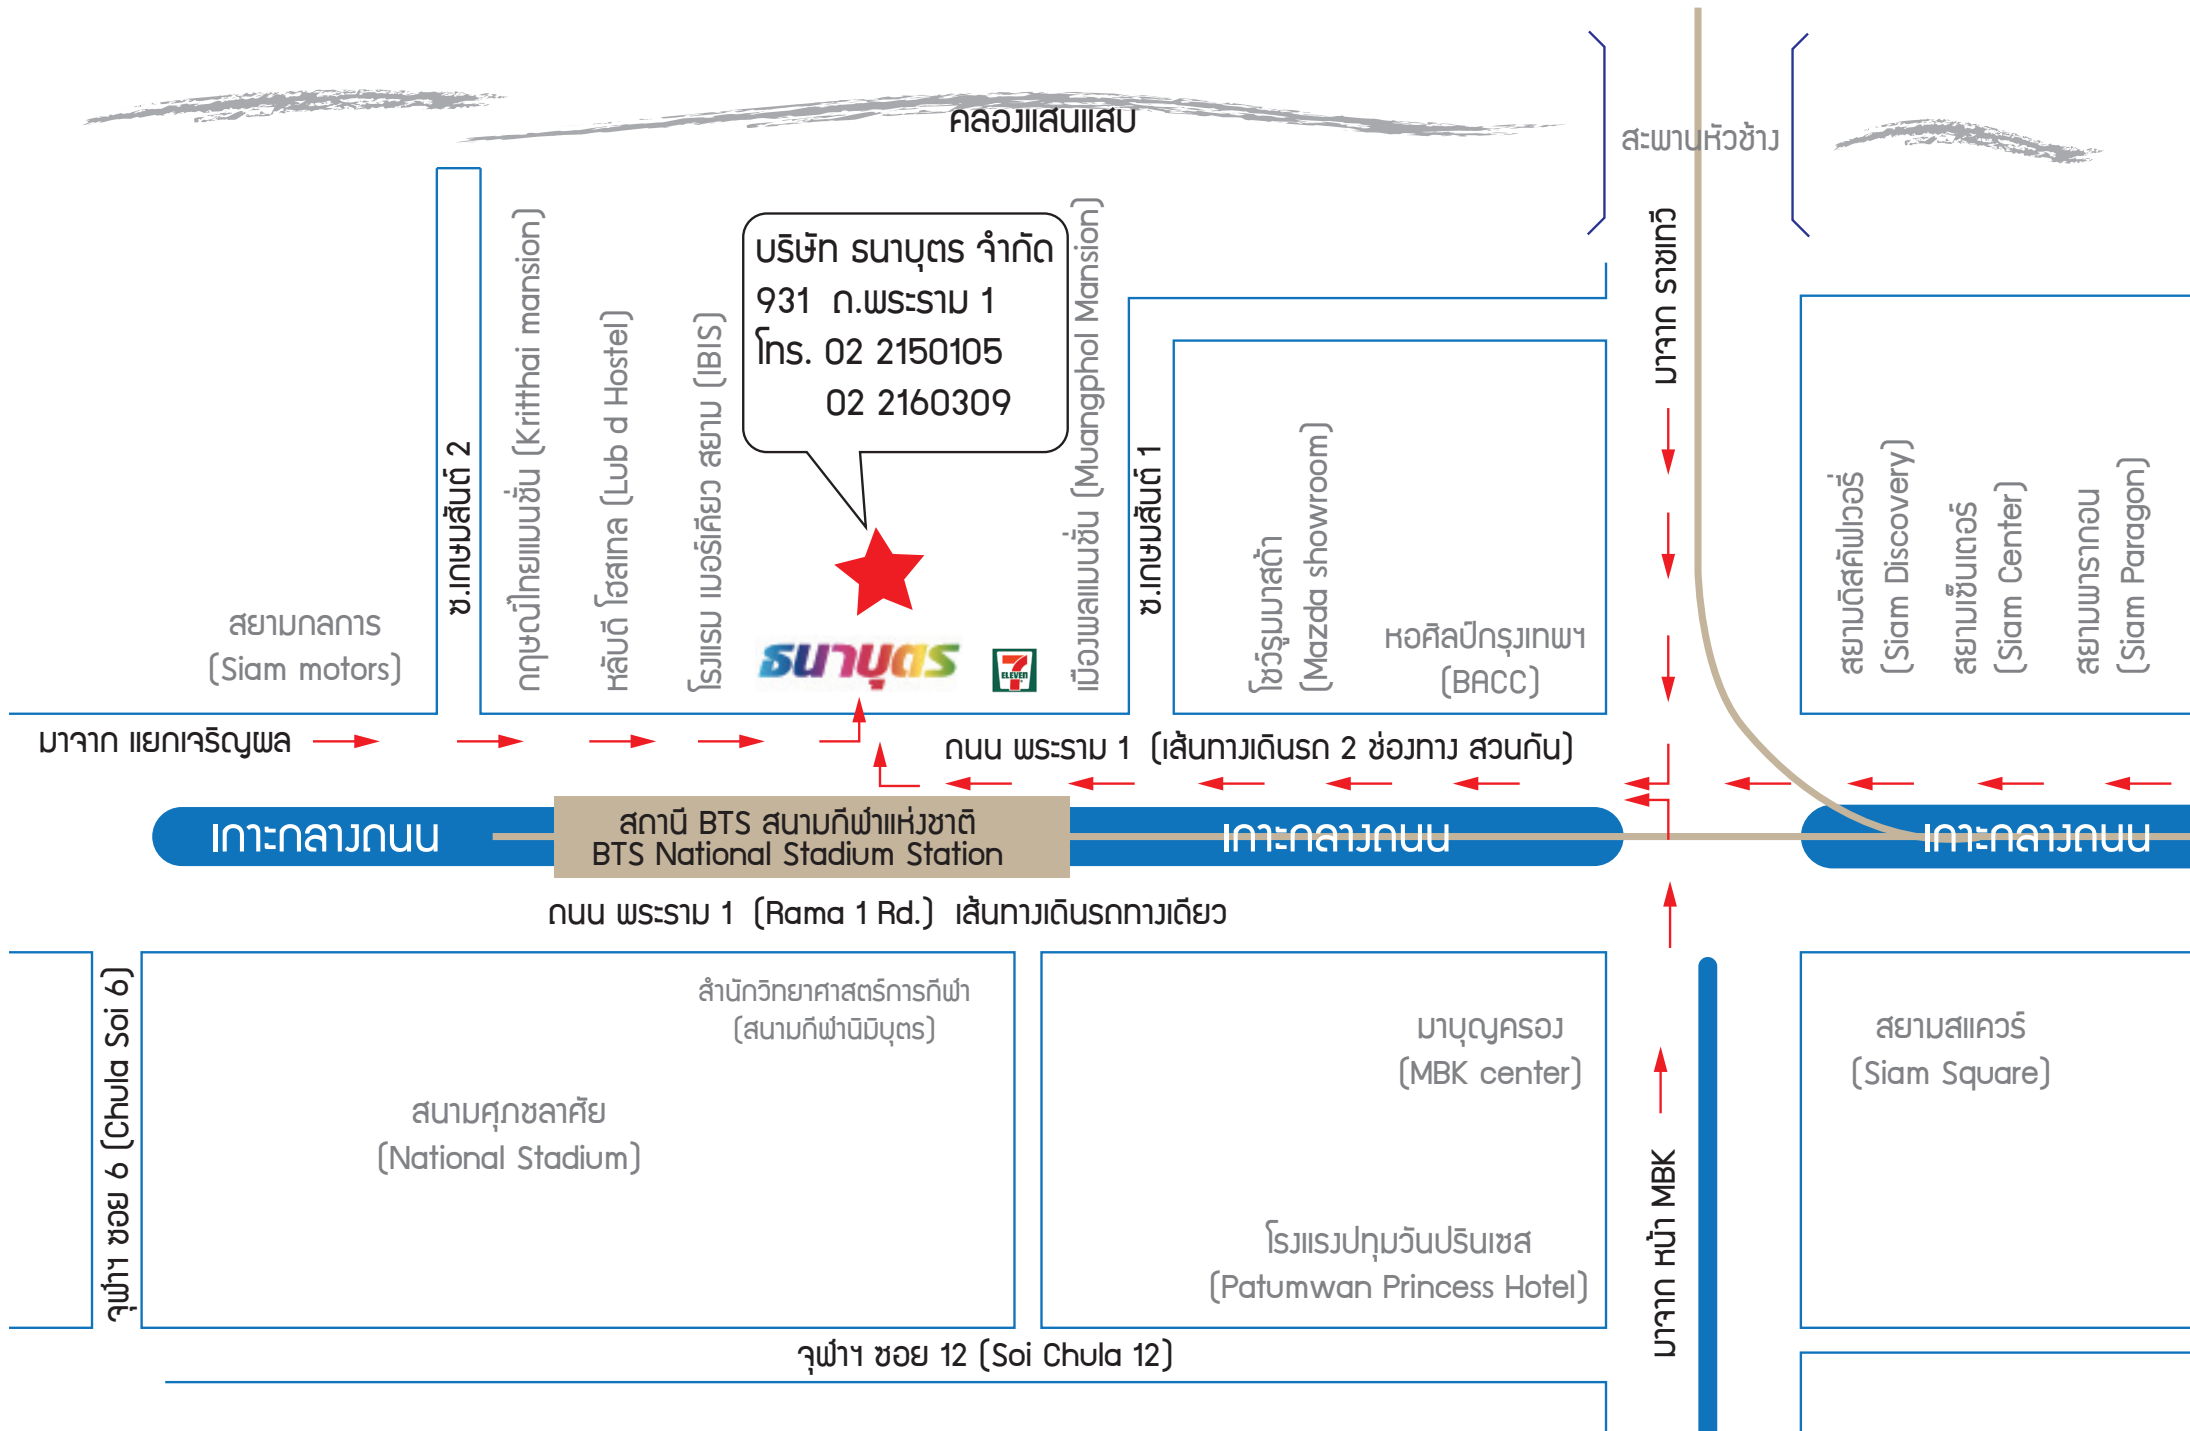 คลองแสนแสบ
สะพานหัวช้าง
บริษัท ธนาบุตร จำกัด
931 ถ.พระราม 1
โทร. 02 2150105
02 2160309
มาจาก ราชเทวี
ซ.เกษมสันต์ 2
กฤษณ์ไทยแมนชั่น (Kritthai mansion)
หลับดี โฮสเทล (Lub d Hostel)
โรงแรม เมอร์เคียว สยาม (IBIS)
เมืองพลแมนชั่น (Muangphol Mansion)
ซ.เกษมสันต์ 1
โชว์รูมมาสด้า
(Mazda showroom)
หอศิลป์กรุงเทพฯ
(BACC)
สยามดิสคัฟเวอรี่
(Siam Discovery)
สยามเซ็นเตอร์
(Siam Center)
สยามพารากอน
(Siam Paragon)
สยามกลการ
(Siam motors)
ธนาบุตร
7
ELEVEN
มาจาก แยกเจริญผล
ถนน พระราม 1 (เส้นทางเดินรถ 2 ช่องทาง สวนกัน)
เกาะกลางถนน
สถานี BTS สนามกีฬาแห่งชาติ
BTS National Stadium Station
เกาะกลางถนน
เกาะกลางถนน
ถนน พระราม 1 (Rama 1 Rd.) เส้นทางเดินรถทางเดียว
จุฬาฯ ซอย 9 (Chula Soi 9)
สำนักวิทยาศาสตร์การกีฬา
(สนามกีฬานิมิบุตร)
สนามศุภชลาศัย
(National Stadium)
มาบุญครอง
(MBK center)
โรงแรงปทุมวันปรินเซส
(Patumwan Princess Hotel)
มาจาก หน้า MBK
สยามสแควร์
(Siam Square)
จุฬาฯ ซอย 12 (Soi Chula 12)